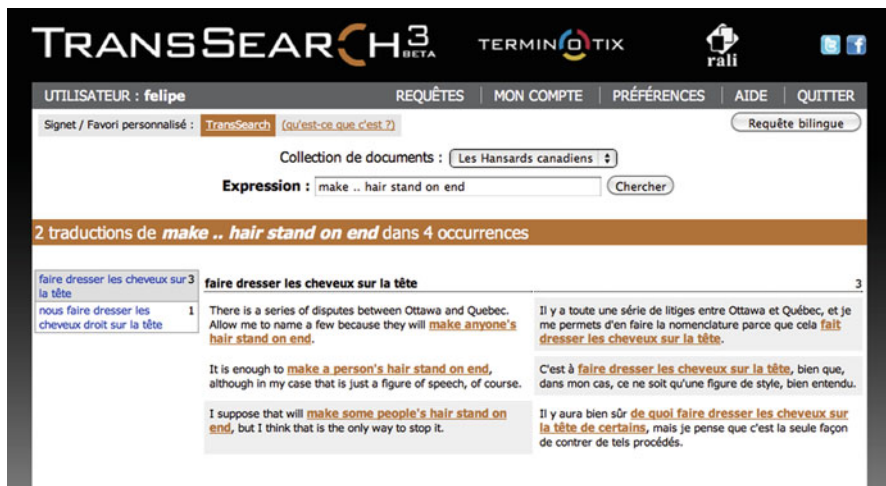 TRANSSEARCH3 BETA TERMINOTIX rali
UTILISATEUR : felipe REQUÊTES | MON COMPTE | PRÉFÉRENCES | AIDE | QUITTER
Signet / Favori personnalisé : TransSearch (qu'est-ce que c'est ?) Requête bilingue
Collection de documents : Les Hansards canadiens
Expression : make .. hair stand on end Chercher
2 traductions de make .. hair stand on end dans 4 occurrences
faire dresser les cheveux sur 3
la tête
nous faire dresser les 1
cheveux droit sur la tête
faire dresser les cheveux sur la tête 3
There is a series of disputes between Ottawa and Quebec.
Allow me to name a few because they will make anyone's
hair stand on end.
Il y a toute une série de litiges entre Ottawa et Québec, et je
me permets d'en faire la nomenclature parce que cela fait
dresser les cheveux sur la tête.
It is enough to make a person's hair stand on end,
although in my case that is just a figure of speech, of course.
C'est à faire dresser les cheveux sur la tête, bien que,
dans mon cas, ce ne soit qu'une figure de style, bien entendu.
I suppose that will make some people's hair stand on
end, but I think that is the only way to stop it.
Il y aura bien sûr de quoi faire dresser les cheveux sur
la tête de certains, mais je pense que c'est la seule façon
de contrer de tels procédés.